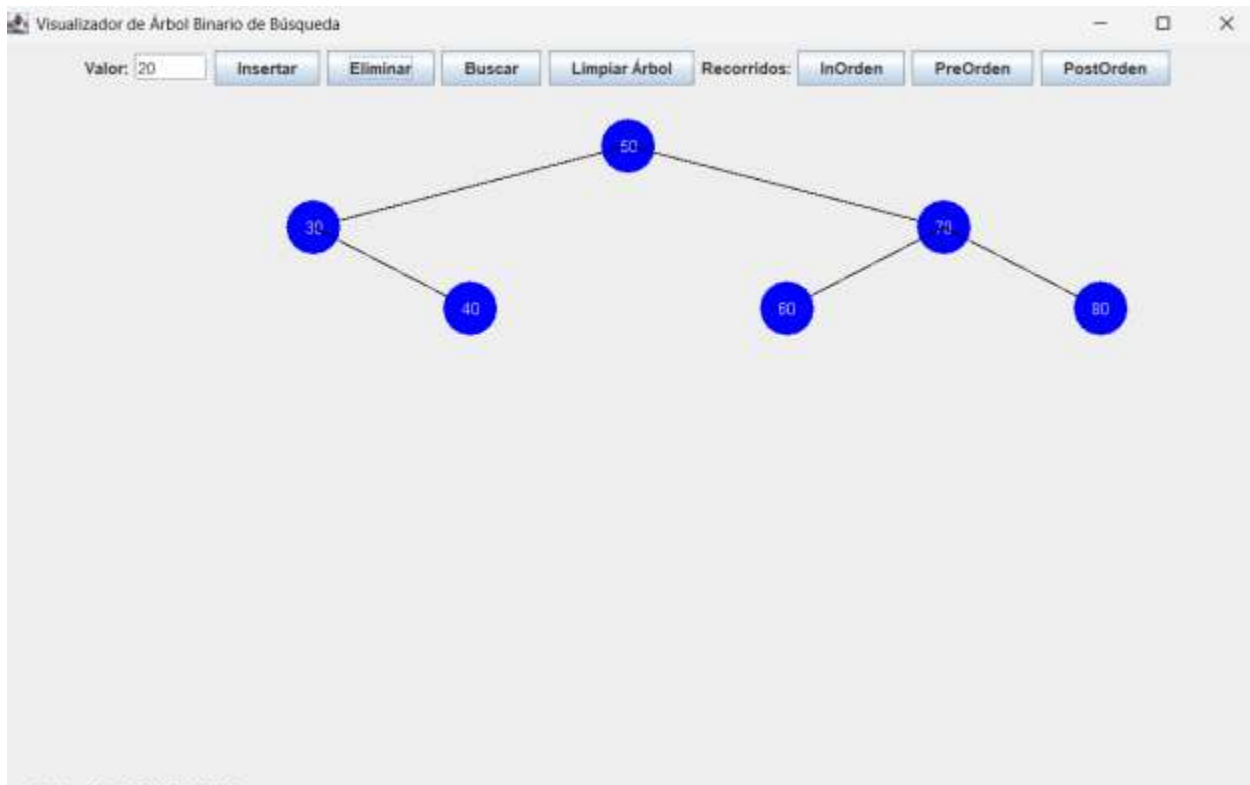 Visualizador de Árbol Binario de Búsqueda
Valor: 20 Insertar Eliminar Buscar Limpiar Árbol Recorridos: InOrden PreOrden PostOrden
50
30 70
40 60 80